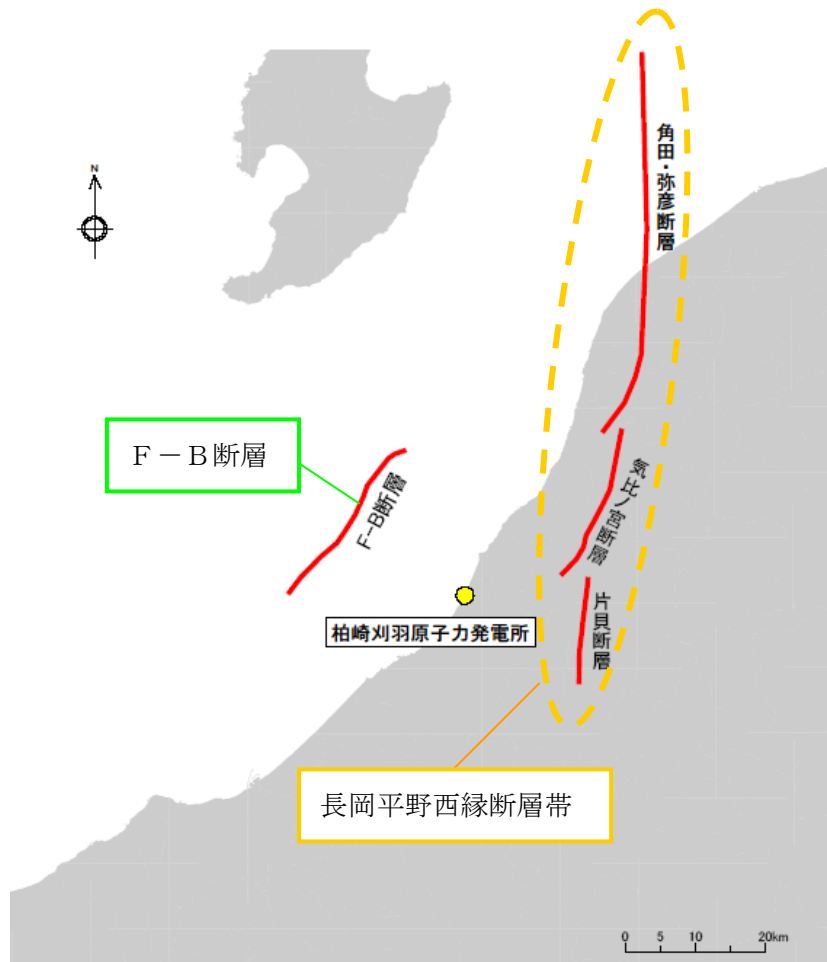 N
角田・弥彦断層
F－B断層
F-B断層
気比ノ宮断層
片貝断層
柏崎刈羽原子力発電所
長岡平野西縁断層帯
0 5 10 20km